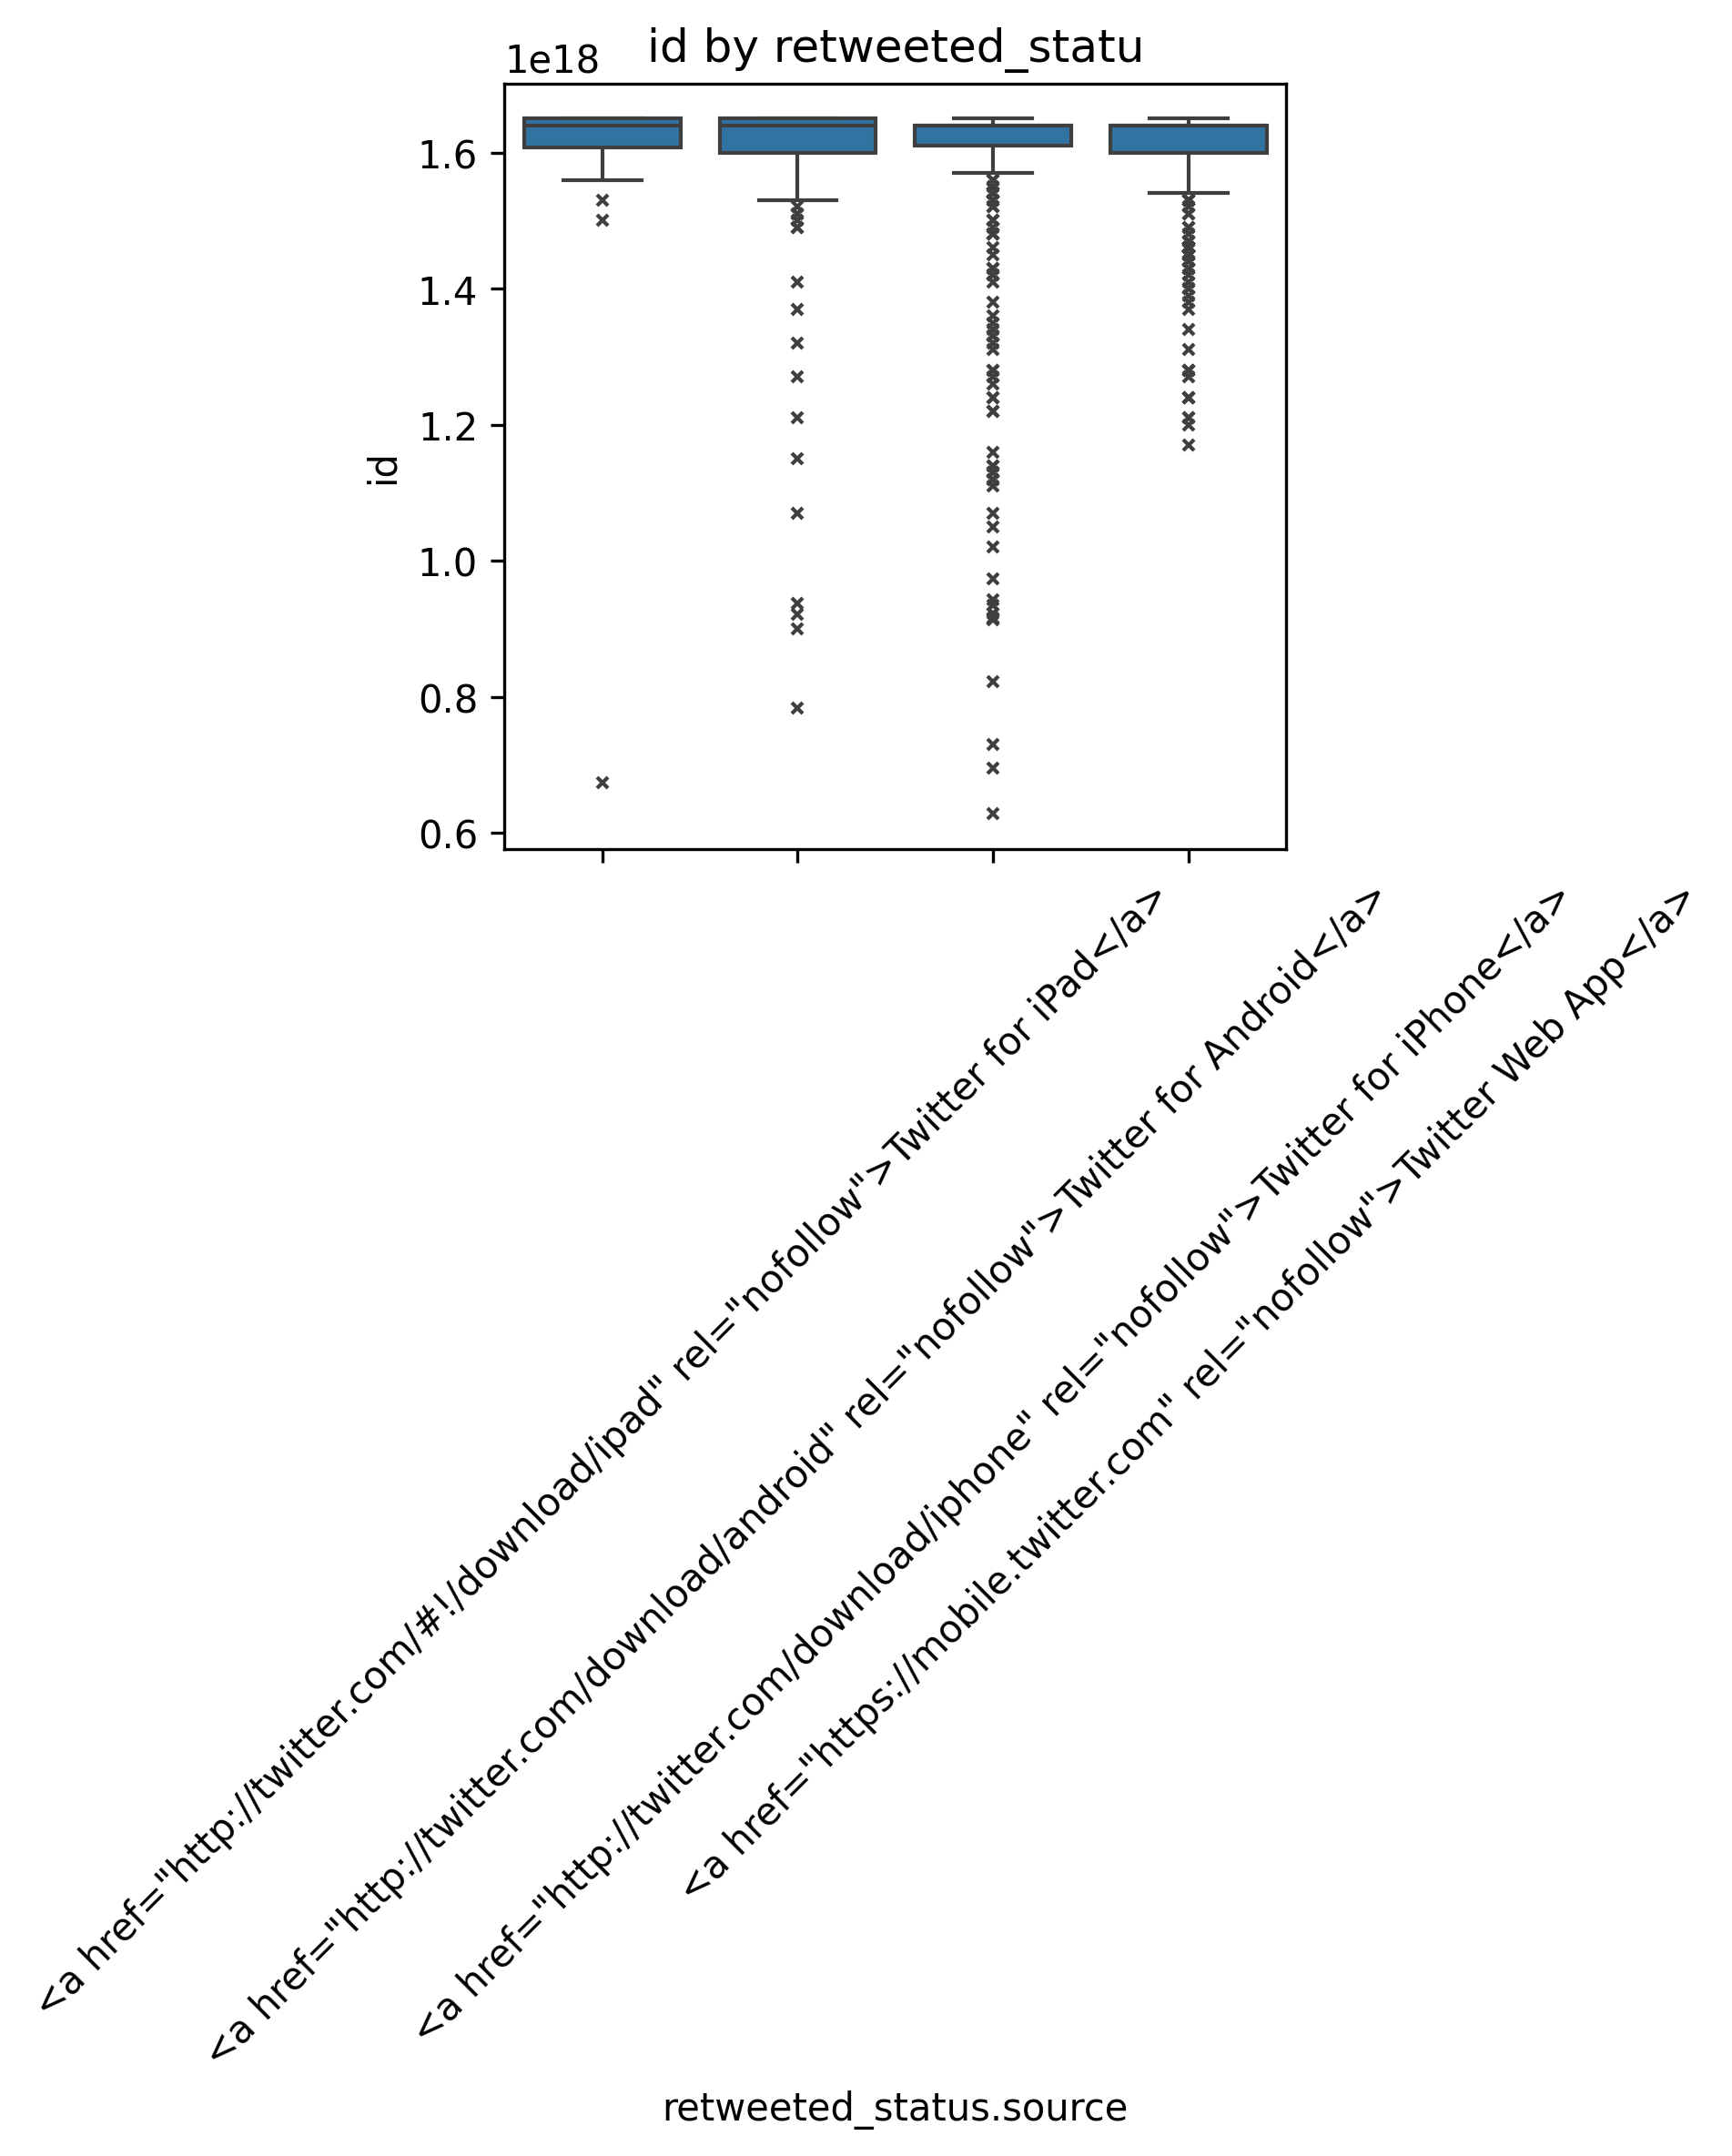 id by retweeted_statu
1e18
1.6
1.4
1.2
1.0
0.8
0.6
id
<a href="http://twitter.com/#!/download/ipad" rel="nofollow">Twitter for iPad</a>
<a href="http://twitter.com/download/android" rel="nofollow">Twitter for Android</a>
<a href="http://twitter.com/download/iphone" rel="nofollow">Twitter for iPhone</a>
<a href="https://mobile.twitter.com" rel="nofollow">Twitter Web App</a>
retweeted_status.source